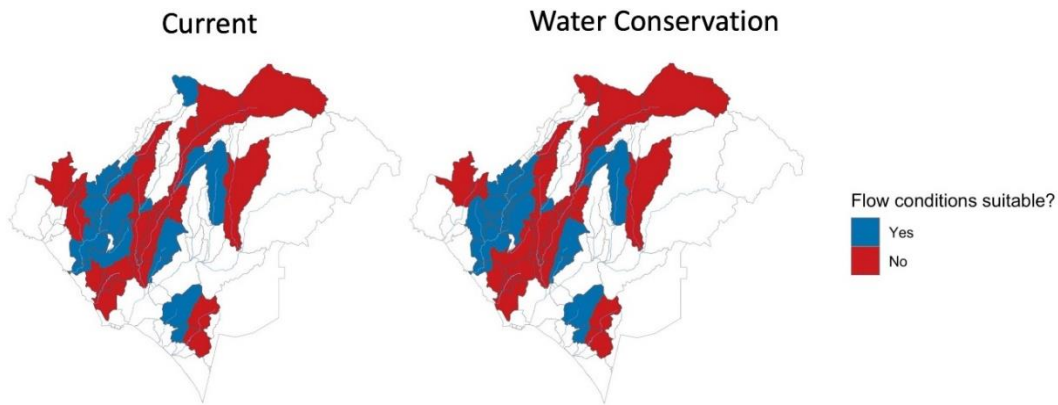 Current
Water Conservation
Flow conditions suitable?
Yes
No